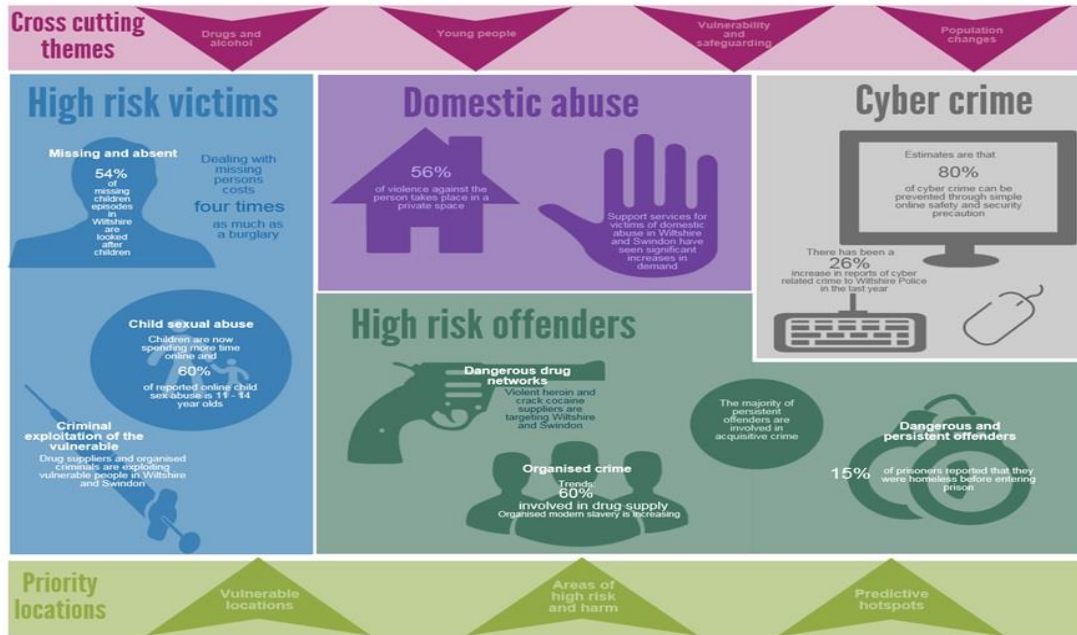 Cross cutting
themes
Drugs and
alcohol
Young people
Vulnerability
and
safeguarding
Population
changes
High risk victims
Missing and absent
54%
of
missing
children
episodes
in
Wiltshire
are
looked
after
children
Dealing with
missing
persons
costs
four times
as much as
a burglary
Child sexual abuse
Children are now
spending more time
online and
60%
of reported online child
sex abuse is 11 - 14
year olds
Criminal
exploitation of the
vulnerable
Drug suppliers and organised
criminals are exploiting
vulnerable people in Wiltshire
and Swindon
Domestic abuse
56%
of violence against the
person takes place in a
private space
Support services for
victims of domestic
abuse in Wiltshire
and Swindon have
seen significant
increases in
demand
Cyber crime
Estimates are that
80%
of cyber crime can be
prevented through simple
online safety and security
precaution
There has been a
26%
increase in reports of cyber
related crime to Wiltshire Police
in the last year
High risk offenders
Dangerous drug
networks
Violent heroin and
crack cocaine
suppliers are
targeting Wiltshire
and Swindon
Organised crime
Trends:
60%
involved in drug supply
Organised modern slavery is increasing
The majority of
persistent
offenders are
involved in
acquisitive crime
Dangerous and
persistent offenders
15%
of prisoners reported that they
were homeless before entering
prison
Priority
locations
Vulnerable
locations
Areas of
high risk
and harm
Predictive
hotspots